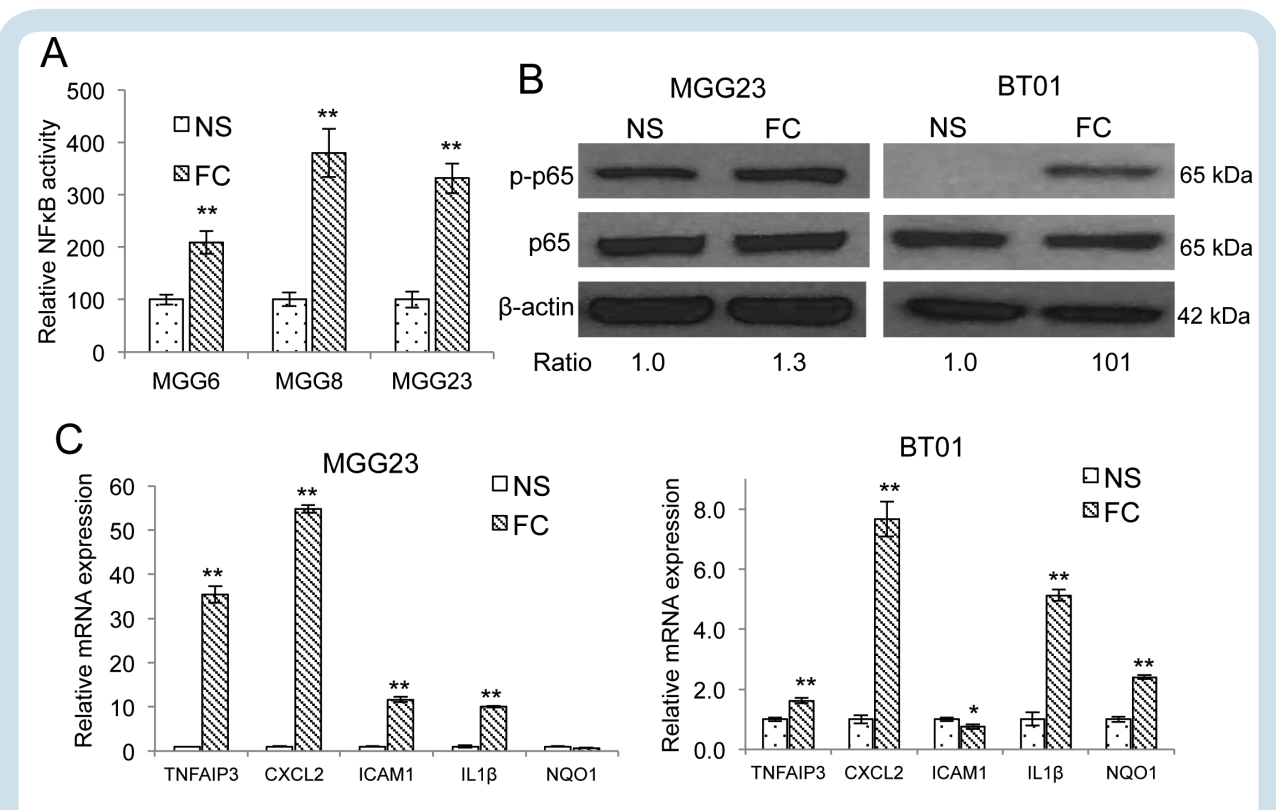 A
Relative NFκB activity
500
400
300
200
100
0
NS
FC
**
**
**
MGG6 MGG8 MGG23
B
MGG23 BT01
NS FC NS FC
p-p65 65 kDa
p65 65 kDa
β-actin 42 kDa
Ratio 1.0 1.3 1.0 101
C
MGG23
Relative mRNA expression
60
50
40
30
20
10
0
NS
FC
**
**
**
**
TNFAIP3 CXCL2 ICAM1 IL1β NQO1
BT01
Relative mRNA expression
8.0
6.0
4.0
2.0
0.0
NS
FC
**
**
*
**
**
TNFAIP3 CXCL2 ICAM1 IL1β NQO1